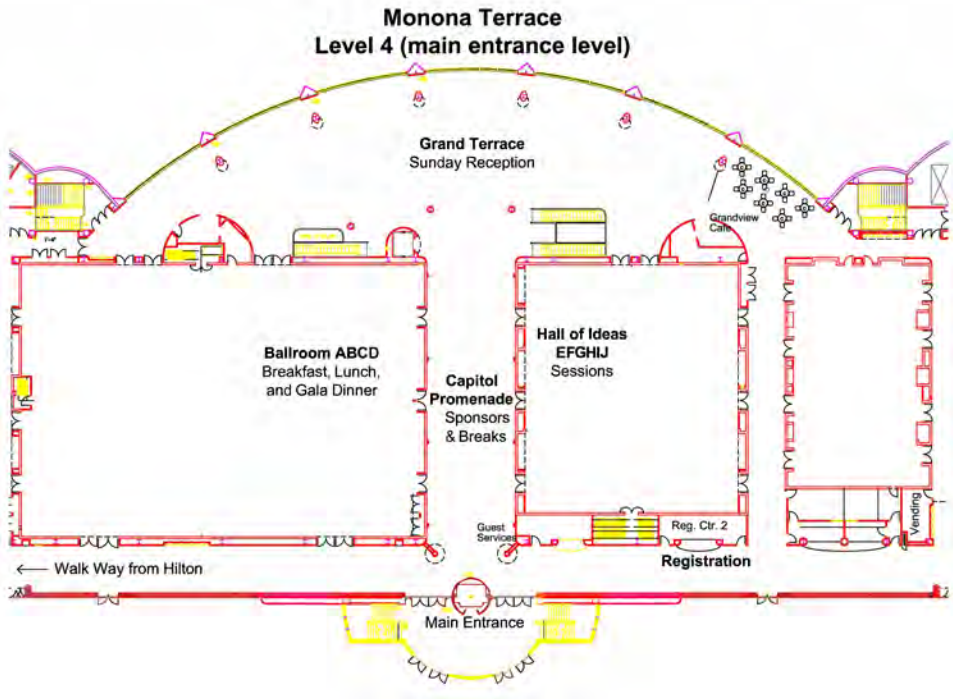 Monona Terrace
Level 4 (main entrance level)
Grand Terrace
Sunday Reception
Grandview
Cafe
Ballroom ABCD
Breakfast, Lunch,
and Gala Dinner
Hall of Ideas
EFGHIJ
Sessions
Capitol
Promenade
Sponsors
& Breaks
Guest
Services
Reg. Ctr. 2
Vending
Registration
Walk Way from Hilton
Main Entrance